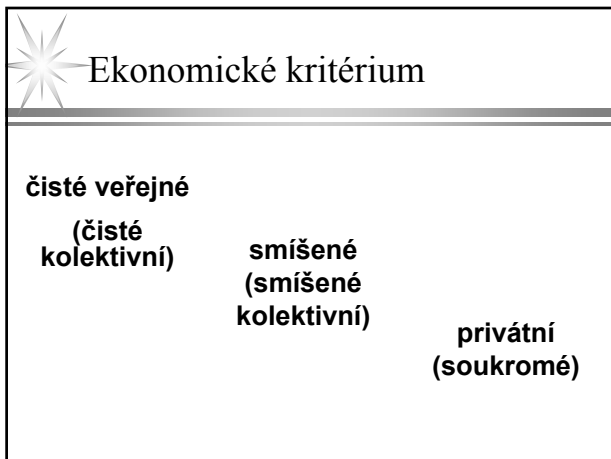 Ekonomické kritérium
čisté veřejné
(čisté
kolektivní)
smíšené
(smíšené
kolektivní)
privátní
(soukromé)